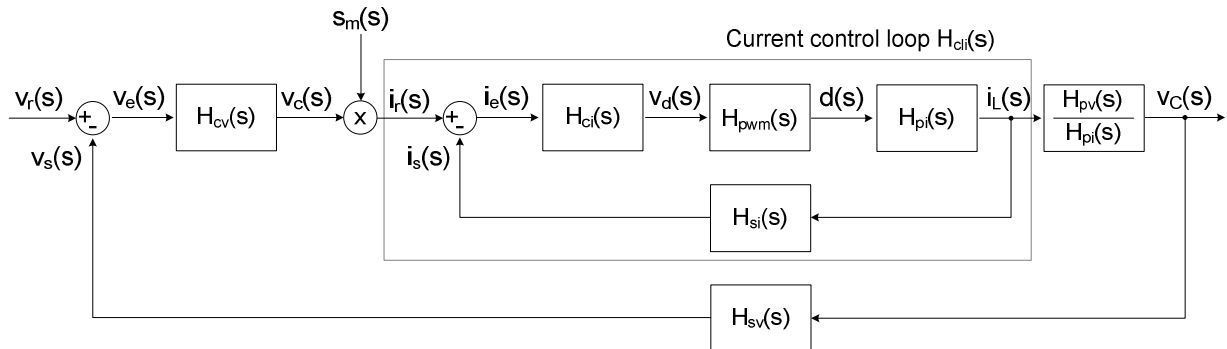 s_m(s)
Current control loop H_cli(s)
v_r(s)
v_e(s)
H_cv(s)
v_c(s)
x
i_r(s)
i_e(s)
H_ci(s)
v_d(s)
H_pwm(s)
d(s)
H_pi(s)
i_L(s)
H_pv(s)
H_pi(s)
v_C(s)
+
-
+
-
v_s(s)
i_s(s)
H_si(s)
H_sv(s)